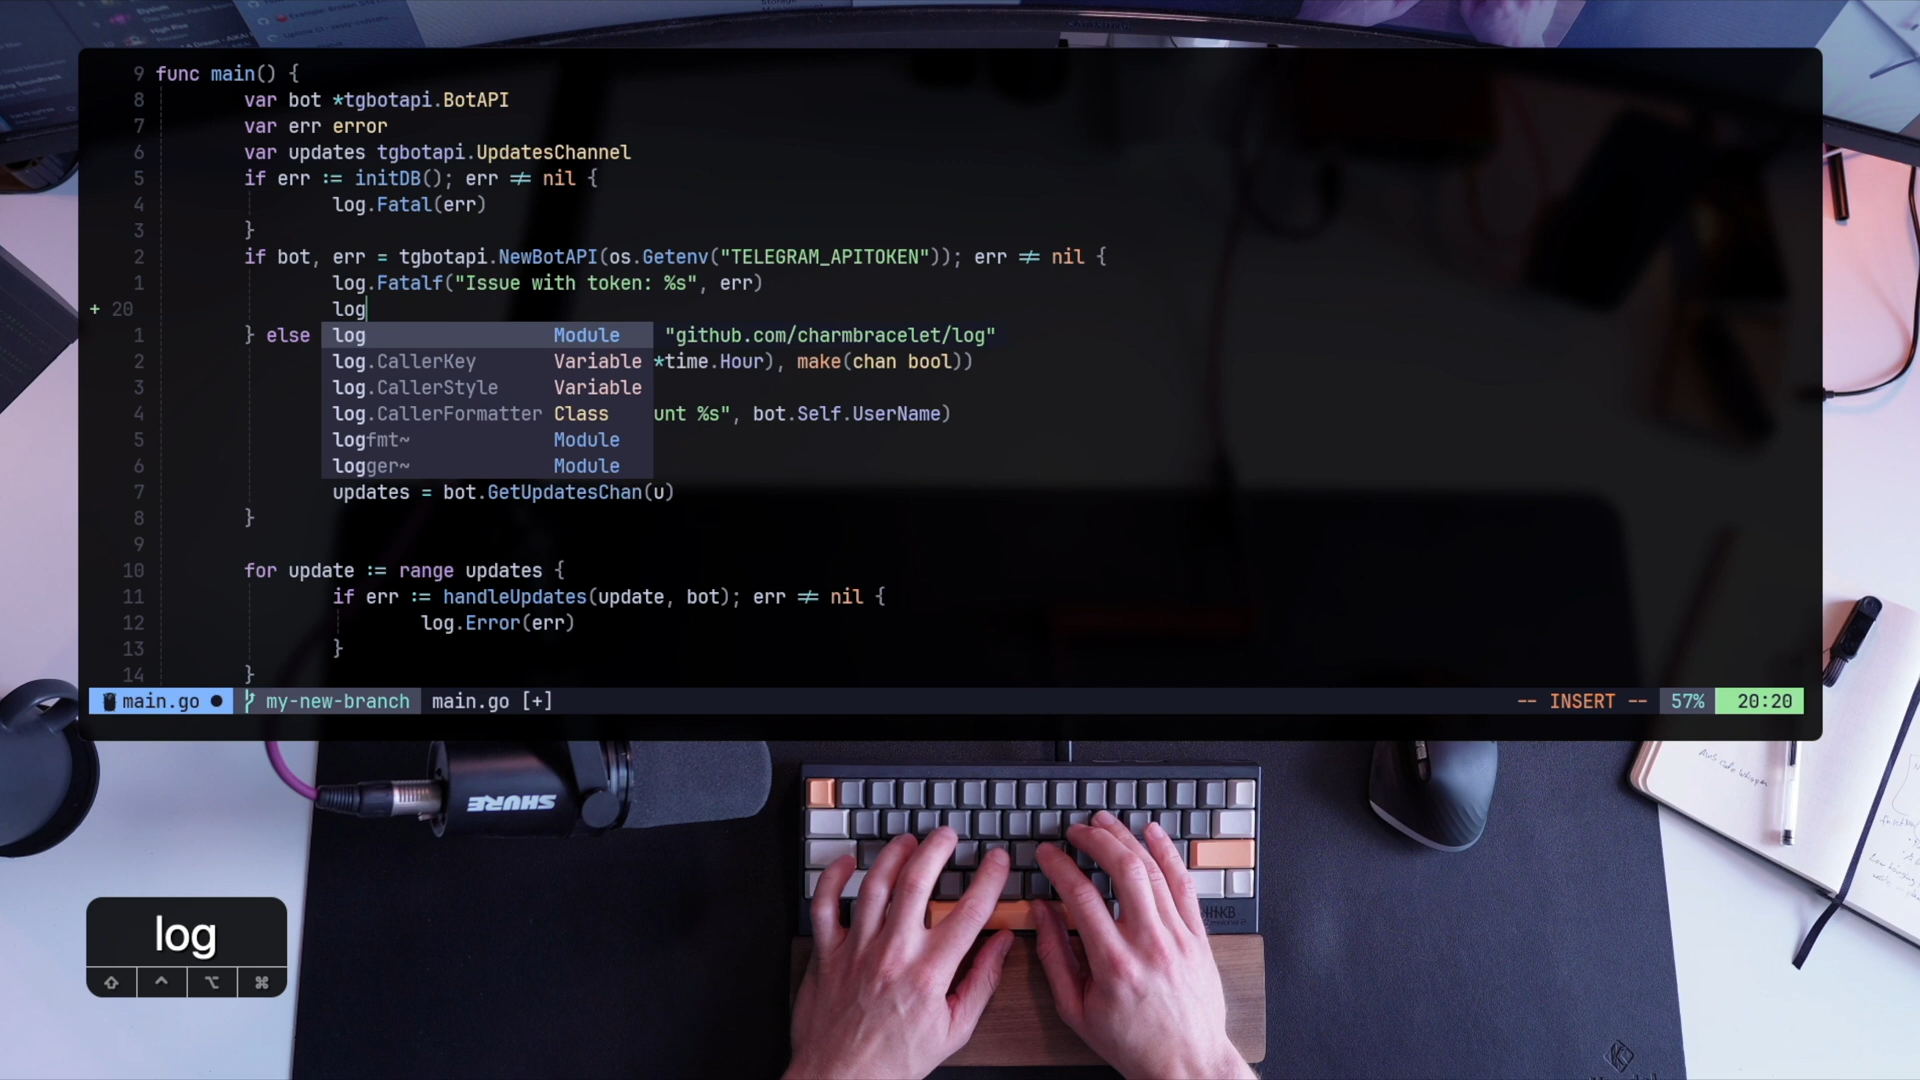 Elysium
High Rise
9 func main() {
8 var bot *tgbotapi.BotAPI
7 var err error
6 var updates tgbotapi.UpdatesChannel
5 if err := initDB(); err ≠ nil {
4 log.Fatal(err)
3 }
2 if bot, err = tgbotapi.NewBotAPI(os.Getenv("TELEGRAM_APITOKEN")); err ≠ nil {
1 log.Fatalf("Issue with token: %s", err)
+ 20 log
1 } else log Module "github.com/charmbracelet/log"
2 log.CallerKey Variable *time.Hour), make(chan bool))
3 log.CallerStyle Variable
4 log.CallerFormatter Class unt %s", bot.Self.UserName)
5 logfmt~ Module
6 logger~ Module
7 updates = bot.GetUpdatesChan(u)
8 }
9
10 for update := range updates {
11 if err := handleUpdates(update, bot); err ≠ nil {
12 log.Error(err)
13 }
14 }
main.go ● my-new-branch main.go [+] -- INSERT -- 57% 20:20
SHURE
HHKB
log
⇧ ^ ⌥ ⌘